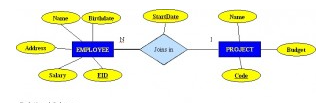 Name
Birthdate
StartDate
Name
Address
EMPLOYEE
N
Joins in
1
PROJECT
Budget
Salary
EID
Code